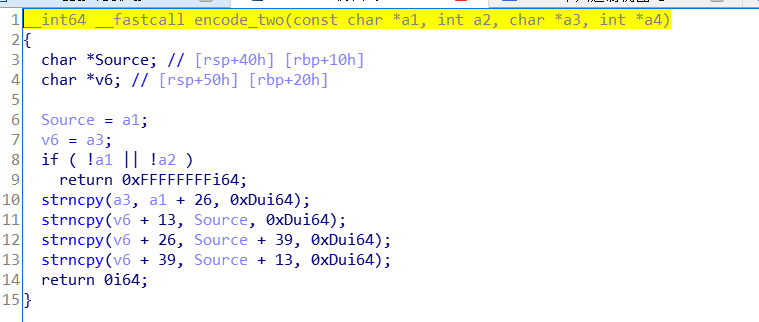 1 __int64 __fastcall encode_two(const char *a1, int a2, char *a3, int *a4)
2 {
3   char *Source; // [rsp+40h] [rbp+10h]
4   char *v6; // [rsp+50h] [rbp+20h]
5
6   Source = a1;
7   v6 = a3;
8   if ( !a1 || !a2 )
9     return 0xFFFFFFFFi64;
10   strncpy(a3, a1 + 26, 0xDui64);
11   strncpy(v6 + 13, Source, 0xDui64);
12   strncpy(v6 + 26, Source + 39, 0xDui64);
13   strncpy(v6 + 39, Source + 13, 0xDui64);
14   return 0i64;
15 }